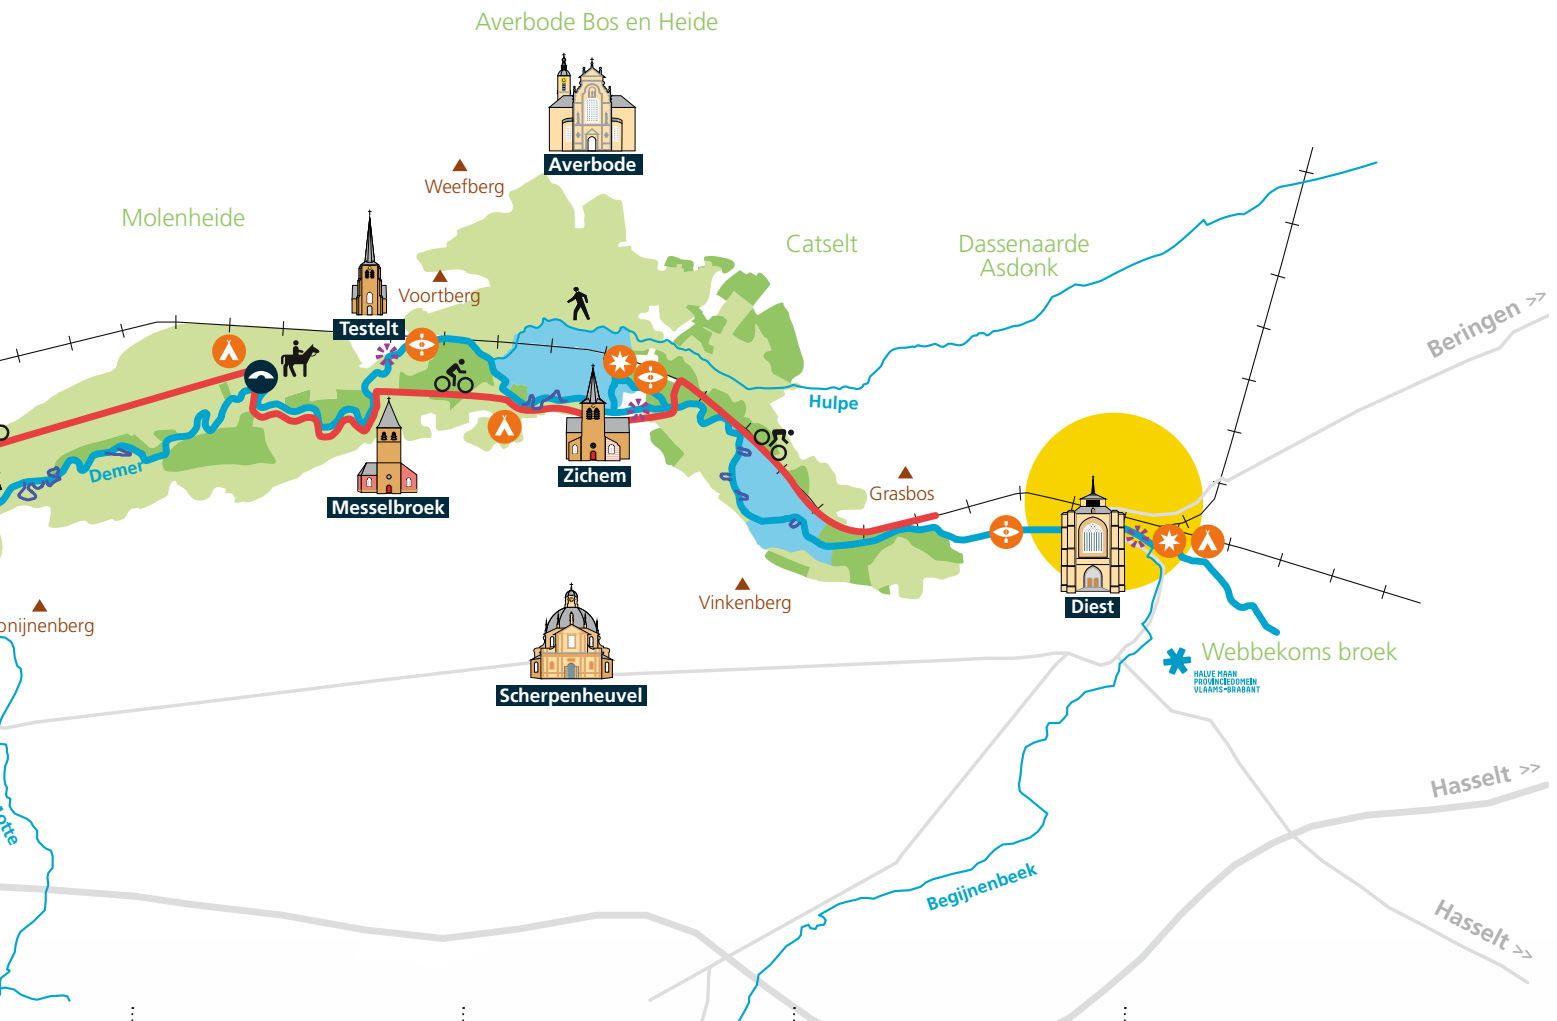 Averbode Bos en Heide
Averbode
Weefberg
Molenheide
Catselt
Dassenaarde
Asdonk
Voortberg
Testelt
Beringen >>
Hulpe
Demer
Zichem
Messelbroek
Grasbos
Vinkenberg
Diest
onijnenberg
Webbekoms broek
HALVE MAAN
PROVINCIEDOMEIN
VLAAMS-BRABANT
Scherpenheuvel
Hasselt >>
otte
Begijnenbeek
Hasselt >>